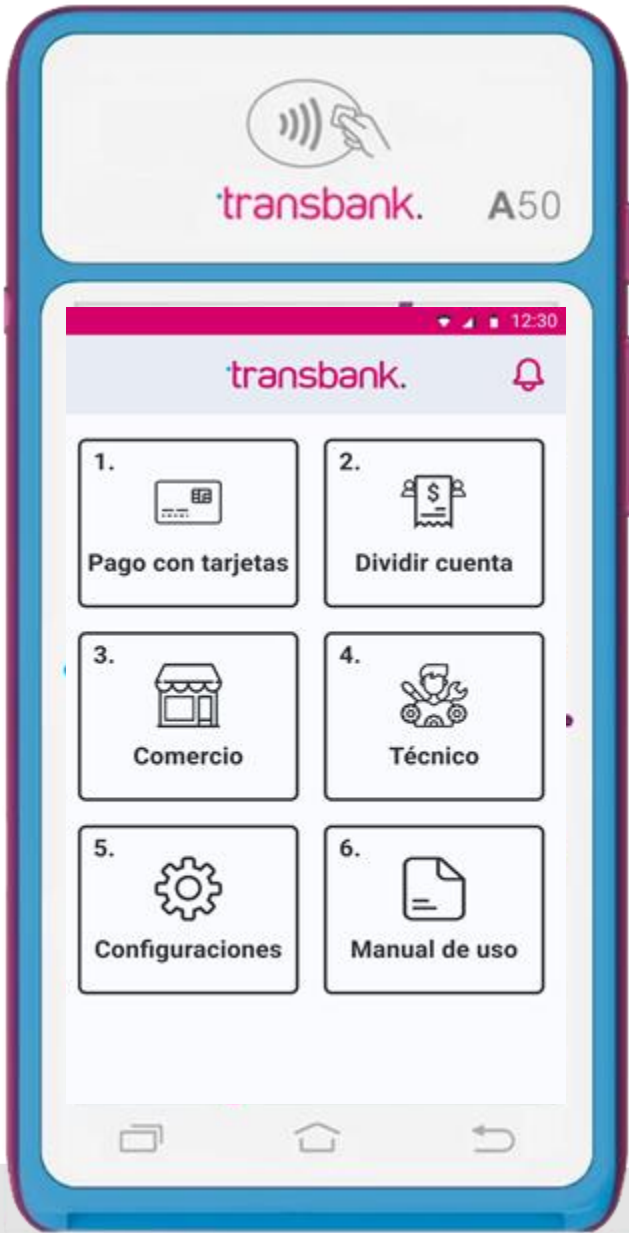 transbank.
A50
12:30
transbank.
1.
Pago con tarjetas
2.
$
Dividir cuenta
3.
Comercio
4.
Técnico
5.
Configuraciones
6.
Manual de uso